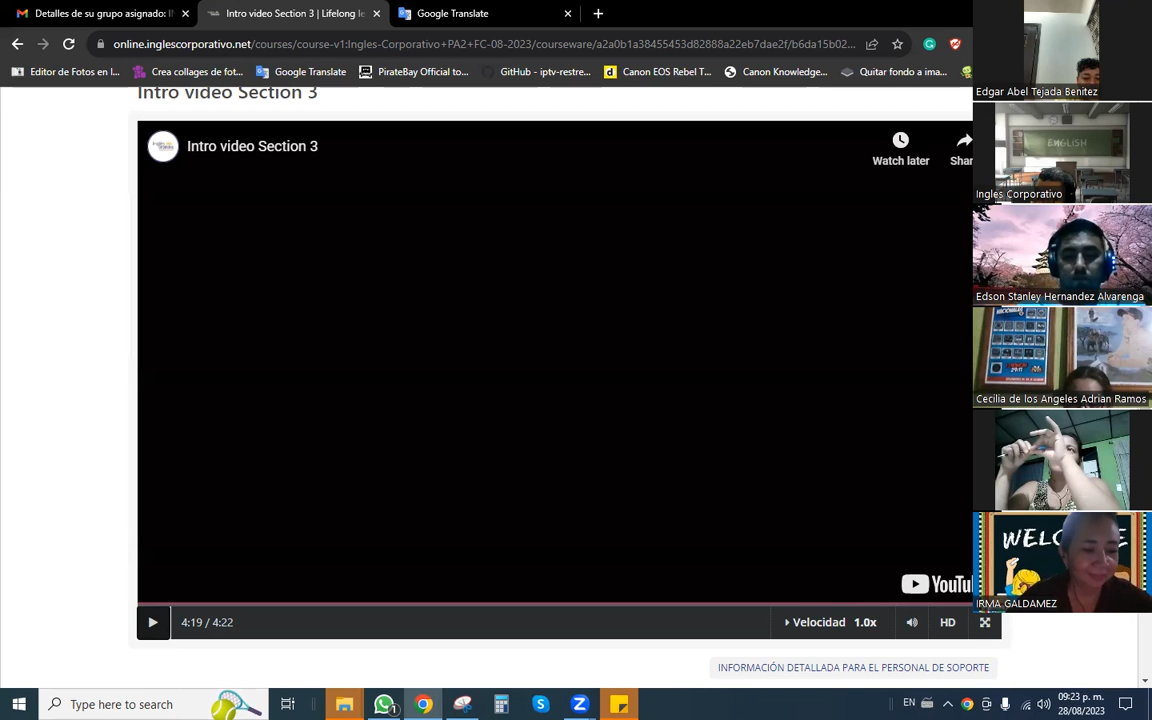 Detalles de su grupo asignado: I
Intro video Section 3 | Lifelong le
Google Translate
online.inglescorporativo.net/courses/course-v1:Ingles-Corporativo+PA2+FC-08-2023/courseware/a2a0b1a38455453d82888a22eb7dae2f/b6da15b02...
Editor de Fotos en l...
Crea collages de fot...
Google Translate
PirateBay Official to...
GitHub - iptv-restre...
Canon EOS Rebel T...
Canon Knowledge...
Quitar fondo a ima...
Intro video Section 3
Intro video Section 3
Watch later
Shar
YouTu
4:19 / 4:22
Velocidad 1.0x
HD
INFORMACIÓN DETALLADA PARA EL PERSONAL DE SOPORTE
Edgar Abel Tejada Benitez
ENGLISH
Ingles Corporativo
Edson Stanley Hernandez Alvarenga
Cecilia de los Angeles Adrian Ramos
WELC E
IRMA GALDAMEZ
Type here to search
1
EN
09:23 p. m.
28/08/2023